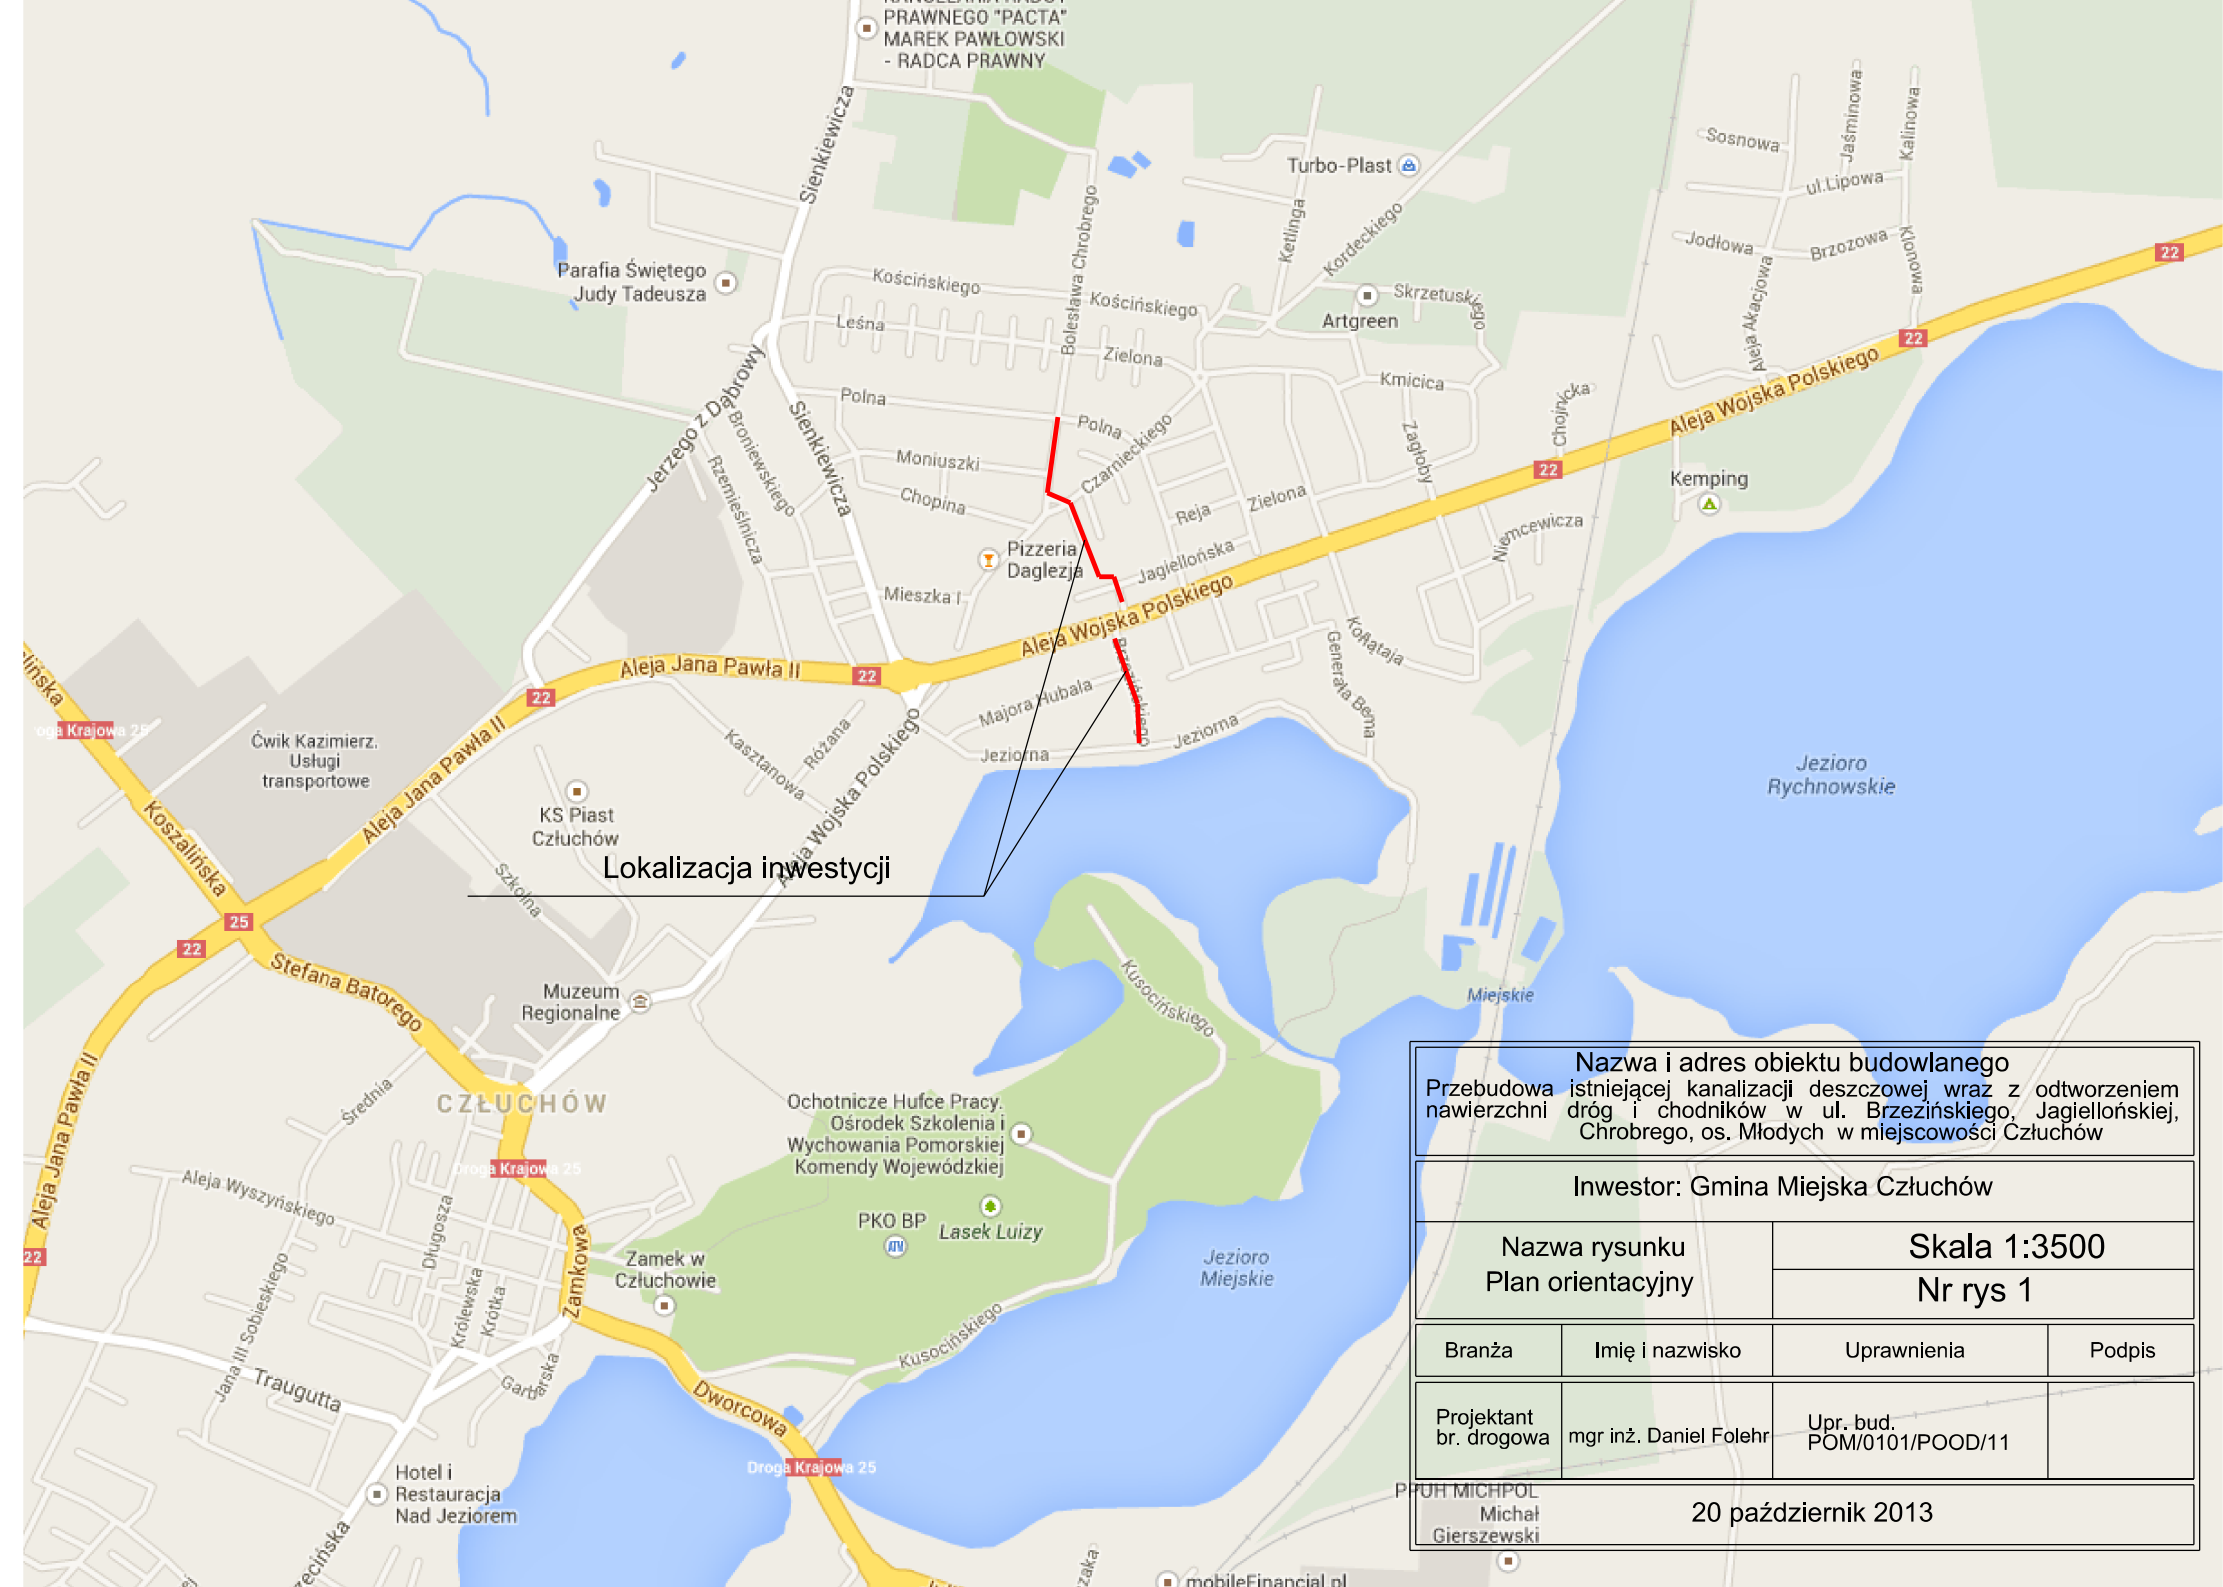 PRAWNEGO "PACTA"
MAREK PAWŁOWSKI
- RADCA PRAWNY
Sienkiewicza
Turbo-Plast
Sosnowa
Jaśminowa
Kalinowa
ul.Lipowa
Jodłowa
Brzozowa
Klonowa
Aleja Akacjowa
22
Parafia Świętego
Judy Tadeusza
Bolesława Chrobrego
Ketlinga
Kordeckiego
Kościńskiego
Kościńskiego
Skrzetuskiego
Artgreen
Leśna
Zielona
22
Aleja Wojska Polskiego
Jerzego z Dąbrowy
Polna
Polna
Kmicica
Chojnicka
Sienkiewicza
Broniewskiego
Rzemieślnicza
Moniuszki
Chopina
Czarnieckiego
Zagłoby
22
Kemping
Reja
Zielona
Niemcewicza
Pizzeria
Daglezja
Jagiellońska
Mieszka I
Aleja Wojska Polskiego
Kołłątaja
Generała Bema
Brzezińskiego
Aleja Jana Pawła II
22
22
Majora Hubala
Jeziorna
Jeziorna
Droga Krajowa 25
Ćwik Kazimierz.
Usługi
transportowe
Aleja Jana Pawła II
Kasztanowa
Różana
Aleja Wojska Polskiego
Jezioro
Rychnowskie
KS Piast
Człuchów
Koszalińska
Lokalizacja inwestycji
Szkolna
25
22
Stefana Batorego
Muzeum
Regionalne
Kusocińskiego
Miejskie
Aleja Jana Pawła II
Średnia
CZŁUCHÓW
Ochotnicze Hufce Pracy.
Ośrodek Szkolenia i
Wychowania Pomorskiej
Komendy Wojewódzkiej
Droga Krajowa 25
Aleja Wyszyńskiego
Długosza
PKO BP
ATM
Lasek Luizy
22
Zamek w
Człuchowie
Zamkowa
Jezioro
Miejskie
Królewska
Krótka
Jana III Sobieskiego
Kusocińskiego
Traugutta
Garbarska
Dworcowa
Droga Krajowa 25
Hotel i
Restauracja
Nad Jeziorem
PPUH MICHPOL
Michał
Gierszewski
mobileFinancial.pl
Nazwa i adres obiektu budowlanego
Przebudowa istniejącej kanalizacji deszczowej wraz z odtworzeniem
nawierzchni dróg i chodników w ul. Brzezińskiego, Jagiellońskiej,
Chrobrego, os. Młodych w miejscowości Człuchów
Inwestor: Gmina Miejska Człuchów
Nazwa rysunku
Plan orientacyjny
Skala 1:3500
Nr rys 1
Branża Imię i nazwisko Uprawnienia Podpis
Projektant
br. drogowa
mgr inż. Daniel Folehr
Upr. bud.
POM/0101/POOD/11
20 październik 2013